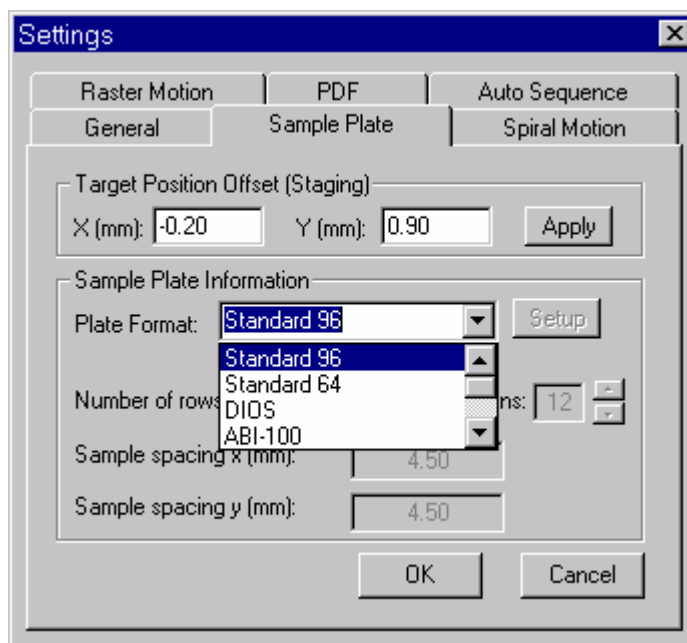 Settings
Raster Motion PDF Auto Sequence
General Sample Plate Spiral Motion
Target Position Offset (Staging)
X (mm): -0.20 Y (mm): 0.90 Apply
Sample Plate Information
Plate Format: Standard 96 Setup
Standard 96
Standard 64
Number of rows ns: 12
DIOS
ABI-100
Sample spacing x (mm): 4.50
Sample spacing y (mm): 4.50
OK Cancel